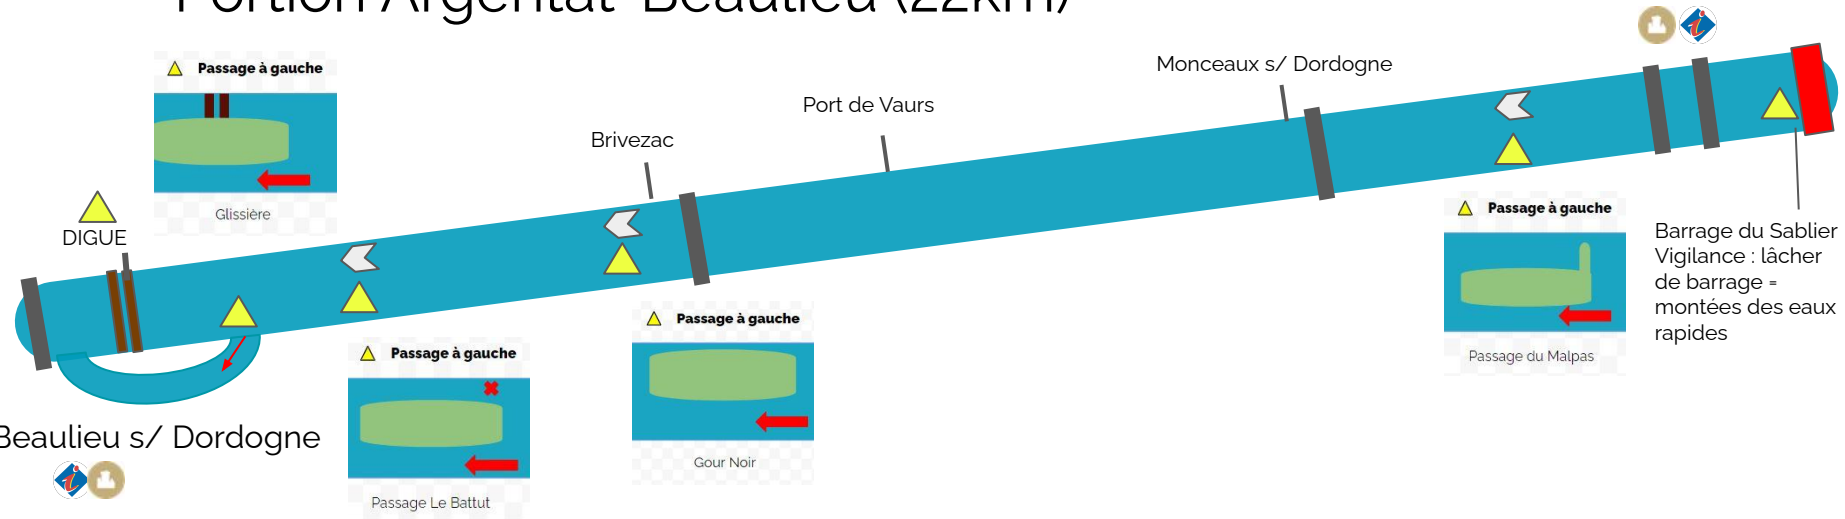 Portion Argentat-Beaulieu (22km)
Passage à gauche
Glissière
DIGUE
Brivezac
Port de Vaurs
Monceaux s/ Dordogne
Passage à gauche
Passage du Malpas
Barrage du Sablier
Vigilance : lâcher
de barrage =
montées des eaux
rapides
Passage à gauche
Gour Noir
Passage à gauche
Passage Le Battut
Beaulieu s/ Dordogne